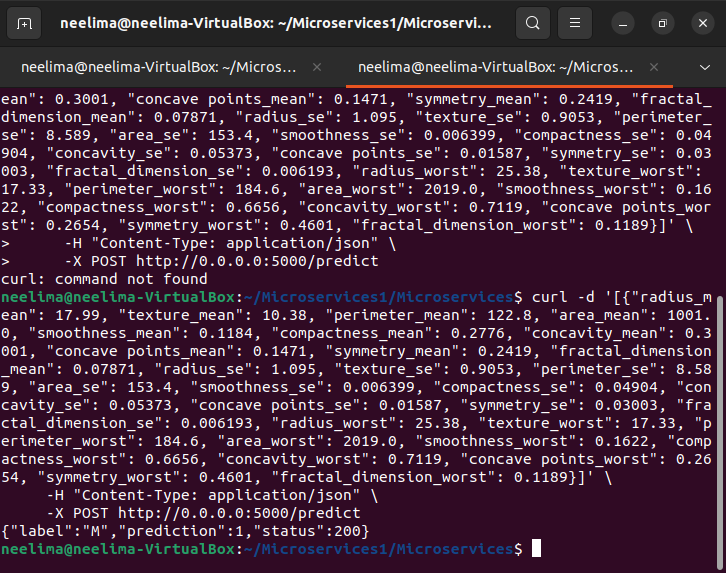 neelima@neelima-VirtualBox: ~/Microservices1/Microservi...
neelima@neelima-VirtualBox: ~/Micros...
neelima@neelima-VirtualBox: ~/Micros...
ean": 0.3001, "concave points_mean": 0.1471, "symmetry_mean": 0.2419, "fractal_
dimension_mean": 0.07871, "radius_se": 1.095, "texture_se": 0.9053, "perimeter_
se": 8.589, "area_se": 153.4, "smoothness_se": 0.006399, "compactness_se": 0.04
904, "concavity_se": 0.05373, "concave points_se": 0.01587, "symmetry_se": 0.03
003, "fractal_dimension_se": 0.006193, "radius_worst": 25.38, "texture_worst":
17.33, "perimeter_worst": 184.6, "area_worst": 2019.0, "smoothness_worst": 0.16
22, "compactness_worst": 0.6656, "concavity_worst": 0.7119, "concave points_wor
st": 0.2654, "symmetry_worst": 0.4601, "fractal_dimension_worst": 0.1189}]' \
>      -H "Content-Type: application/json" \
>      -X POST http://0.0.0.0:5000/predict
curl: command not found
neelima@neelima-VirtualBox:~/Microservices1/Microservices$ curl -d '[{"radius_m
ean": 17.99, "texture_mean": 10.38, "perimeter_mean": 122.8, "area_mean": 1001.
0, "smoothness_mean": 0.1184, "compactness_mean": 0.2776, "concavity_mean": 0.3
001, "concave points_mean": 0.1471, "symmetry_mean": 0.2419, "fractal_dimension
_mean": 0.07871, "radius_se": 1.095, "texture_se": 0.9053, "perimeter_se": 8.58
9, "area_se": 153.4, "smoothness_se": 0.006399, "compactness_se": 0.04904, "con
cavity_se": 0.05373, "concave points_se": 0.01587, "symmetry_se": 0.03003, "fra
ctal_dimension_se": 0.006193, "radius_worst": 25.38, "texture_worst": 17.33, "p
erimeter_worst": 184.6, "area_worst": 2019.0, "smoothness_worst": 0.1622, "comp
actness_worst": 0.6656, "concavity_worst": 0.7119, "concave points_worst": 0.26
54, "symmetry_worst": 0.4601, "fractal_dimension_worst": 0.1189}]' \
     -H "Content-Type: application/json" \
     -X POST http://0.0.0.0:5000/predict
{"label":"M","prediction":1,"status":200}
neelima@neelima-VirtualBox:~/Microservices1/Microservices$